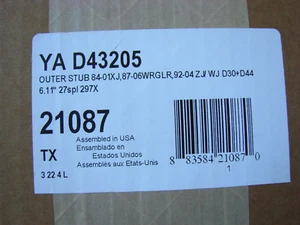 YA D43205
OUTER STUB 84-01XJ,87-06WRGLR,92-04 ZJ/ WJ D30+D44
6.11" 27spl 297X
21087
Assembled in USA
TX
Ensamblado en
Estados Unidos
Assemblés aux Etats-Unis
3 22 4 L
8 83584 21087 0
1